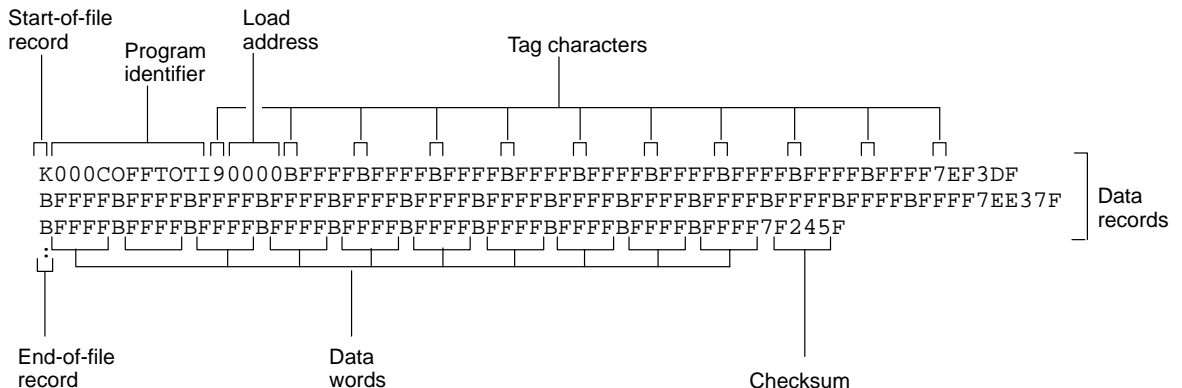 Start-of-file
record
Program
identifier
Load
address
Tag characters
K000COFFTOTI90000BFFFFBFFFFBFFFFBFFFFBFFFFBFFFFBFFFFBFFFFBFFFF7EF3DF
BFFFFBFFFFBFFFFBFFFFBFFFFBFFFFBFFFFBFFFFBFFFFBFFFFBFFFFBFFFFBFFFF7EE37F
BFFFFBFFFFBFFFFBFFFFBFFFFBFFFFBFFFFBFFFFBFFFFBFFFF7F245F
:
Data
records
End-of-file
record
Data
words
Checksum